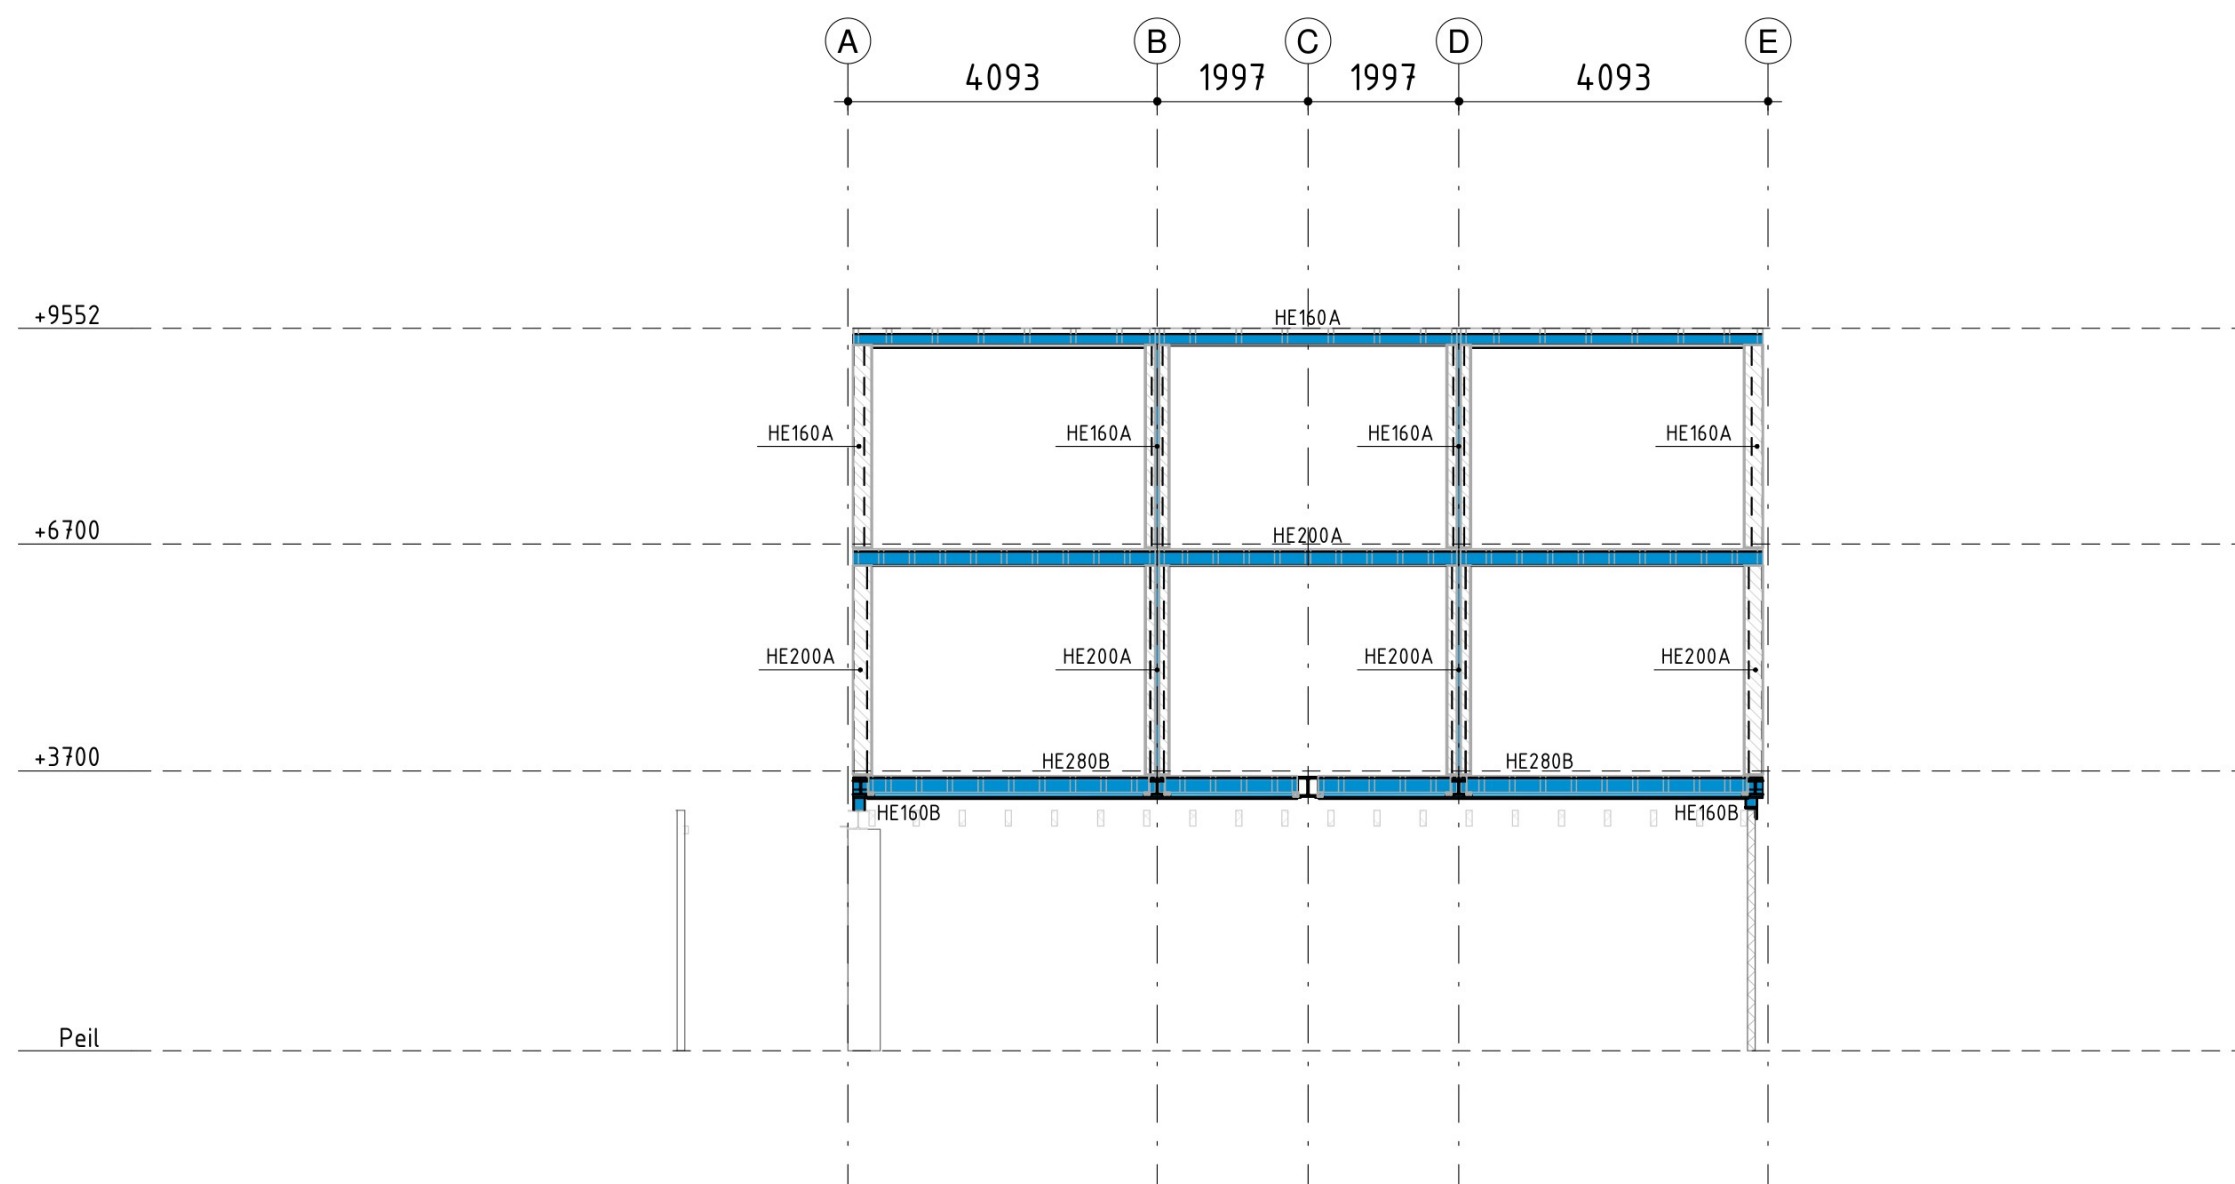 A B C D E
4093 1997 1997 4093
+9552
HE160A
HE160A HE160A HE160A HE160A
+6700
HE200A
HE200A HE200A HE200A HE200A
+3700
HE280B HE280B
HE160B HE160B
Peil